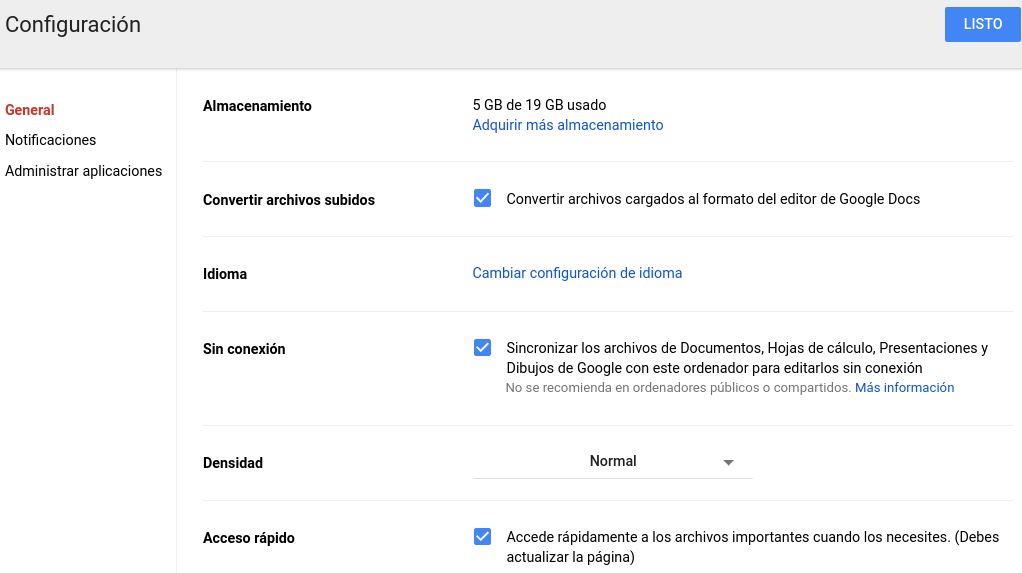 Configuración
LISTO
General
Notificaciones
Administrar aplicaciones
Almacenamiento
5 GB de 19 GB usado
Adquirir más almacenamiento
Convertir archivos subidos
Convertir archivos cargados al formato del editor de Google Docs
Idioma
Cambiar configuración de idioma
Sin conexión
Sincronizar los archivos de Documentos, Hojas de cálculo, Presentaciones y
Dibujos de Google con este ordenador para editarlos sin conexión
No se recomienda en ordenadores públicos o compartidos. Más información
Densidad
Normal
Acceso rápido
Accede rápidamente a los archivos importantes cuando los necesites. (Debes
actualizar la página)